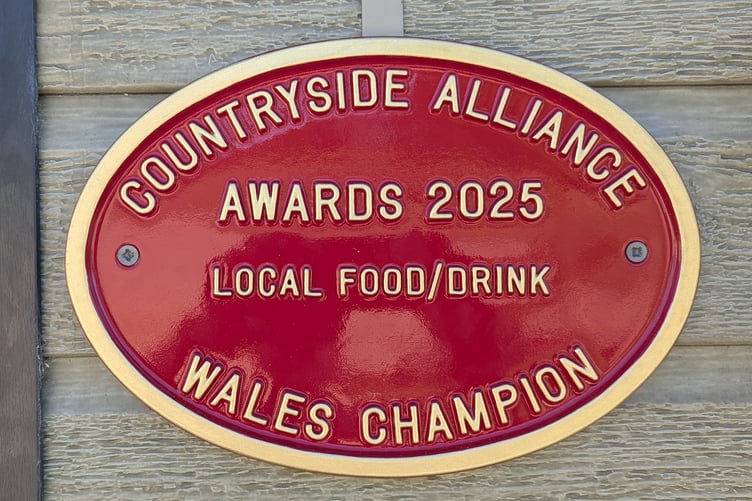 COUNTRYSIDE ALLIANCE
AWARDS 2025
LOCAL FOOD/DRINK
WALES CHAMPION